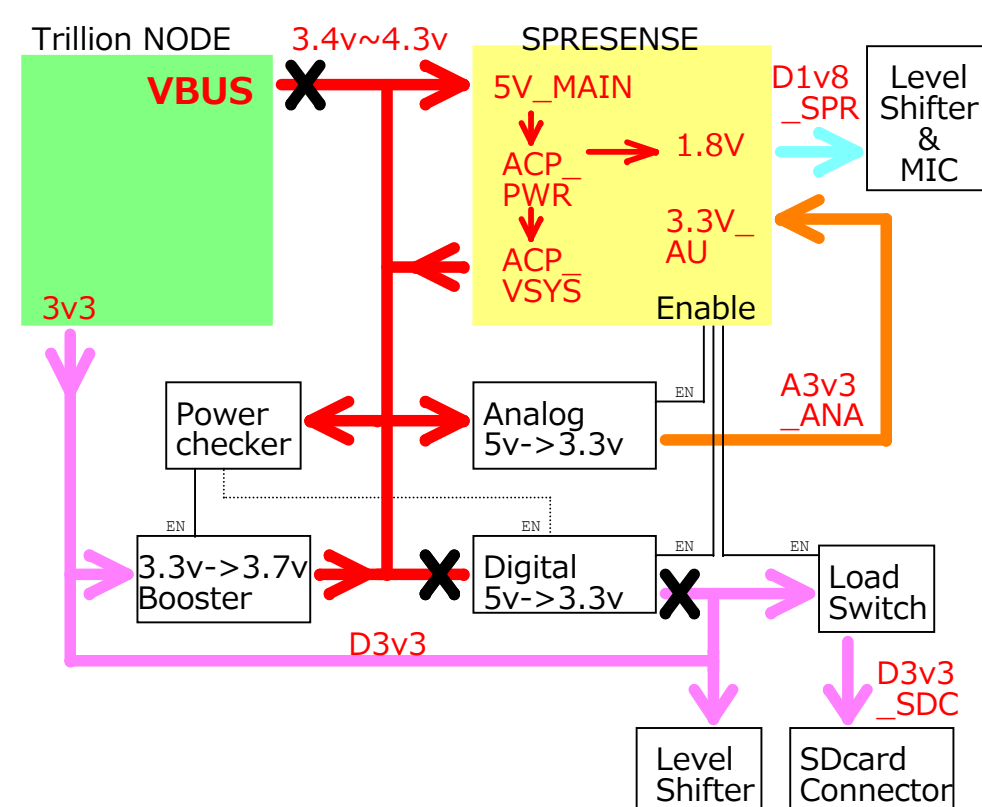 Trillion NODE
3.4v~4.3v
SPRESENSE
VBUS
5V_MAIN
ACP_
PWR
ACP_
VSYS
1.8V
3.3V_
AU
Enable
D1v8
_SPR
Level
Shifter
&
MIC
3v3
Power
checker
Analog
5v->3.3v
EN
A3v3
_ANA
EN
3.3v->3.7v
Booster
EN
Digital
5v->3.3v
EN
EN
Load
Switch
D3v3
D3v3
_SDC
Level
Shifter
SDcard
Connector